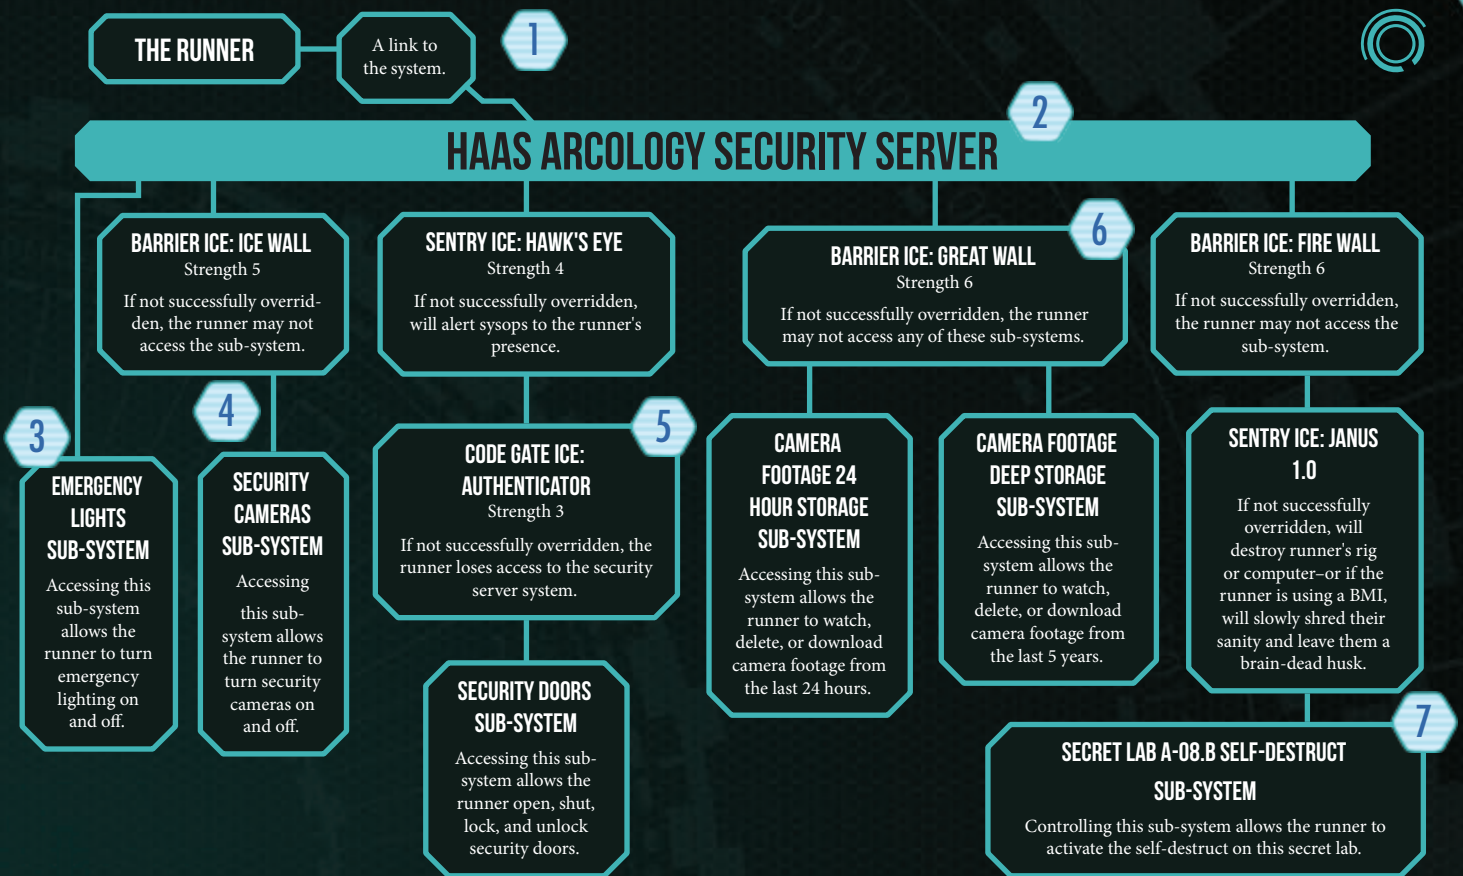 THE RUNNER
A link to
the system.
1
2
HAAS ARCOLOGY SECURITY SERVER
BARRIER ICE: ICE WALL
Strength 5
If not successfully overrid-
den, the runner may not
access the sub-system.
SENTRY ICE: HAWK'S EYE
Strength 4
If not successfully overridden,
will alert sysops to the runner's
presence.
6
BARRIER ICE: GREAT WALL
Strength 6
If not successfully overridden, the runner
may not access any of these sub-systems.
BARRIER ICE: FIRE WALL
Strength 6
If not successfully overridden,
the runner may not access the
sub-system.
3
EMERGENCY
LIGHTS
SUB-SYSTEM
Accessing this
sub-system
allows the
runner to turn
emergency
lighting on
and off.
4
SECURITY
CAMERAS
SUB-SYSTEM
Accessing
this sub-
system allows
the runner to
turn security
cameras on
and off.
5
CODE GATE ICE:
AUTHENTICATOR
Strength 3
If not successfully overridden, the
runner loses access to the security
server system.
SECURITY DOORS
SUB-SYSTEM
Accessing this sub-
system allows the
runner open, shut,
lock, and unlock
security doors.
CAMERA
FOOTAGE 24
HOUR STORAGE
SUB-SYSTEM
Accessing this sub-
system allows the
runner to watch,
delete, or download
camera footage from
the last 24 hours.
CAMERA FOOTAGE
DEEP STORAGE
SUB-SYSTEM
Accessing this sub-
system allows the
runner to watch,
delete, or download
camera footage from
the last 5 years.
SENTRY ICE: JANUS
1.0
If not successfully
overridden, will
destroy runner's rig
or computer–or if the
runner is using a BMI,
will slowly shred their
sanity and leave them a
brain-dead husk.
7
SECRET LAB A-08.B SELF-DESTRUCT
SUB-SYSTEM
Controlling this sub-system allows the runner to
activate the self-destruct on this secret lab.